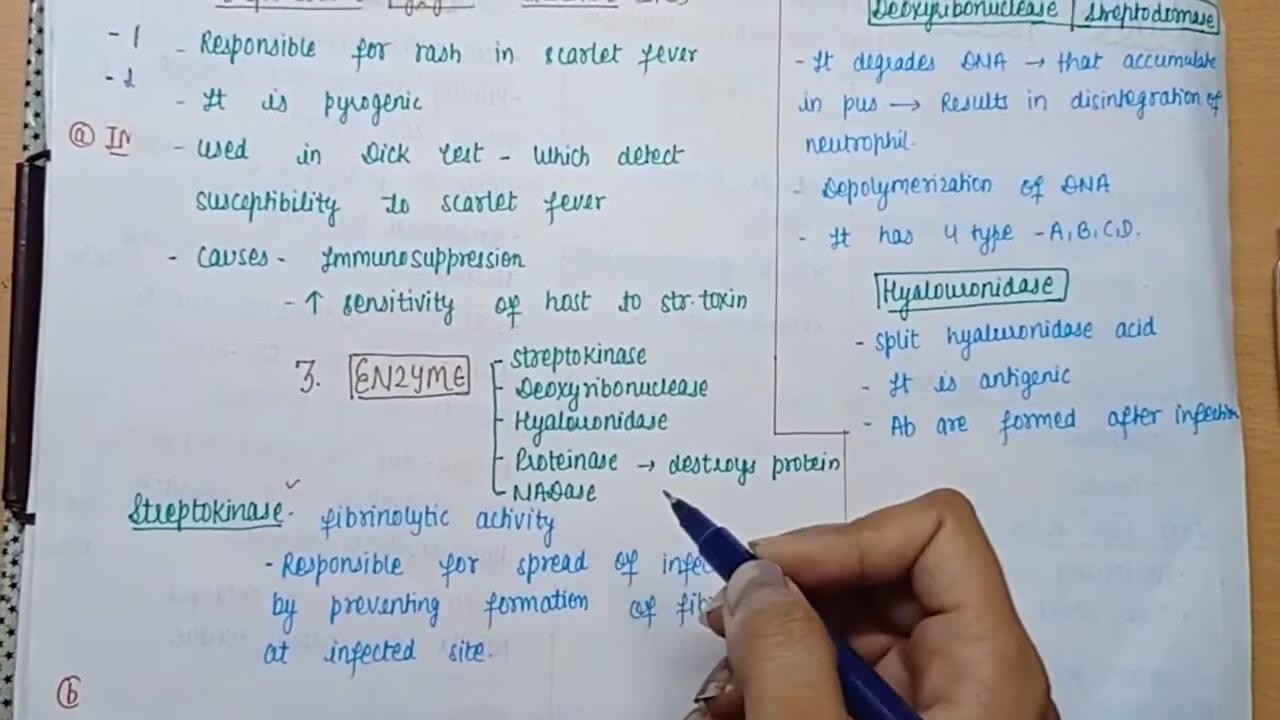 - 1
- 2
ⓐ IN
- Responsible for rash in scarlet fever
- It is pyrogenic
- used in Dick test - which detect
susceptibility to scarlet fever
- causes - Immunosuppression
- ↑ sensitivity of host to str. toxin
3. ENZYME
- Streptokinase
- Deoxyribonuclease
- Hyalouronidase
- Proteinase → destroys protein
- NADase
Streptokinase - fibrinolytic activity
- Responsible for spread of
by preventing formation of
at infected site.
ⓑ
Deoxyribonuclease | Streptodornase
- It degrades DNA → that accumulate
in pus → Results in disintegration of
neutrophil.
- Depolymerization of DNA
- It has 4 type - A, B, C, D.
Hyalouronidase
- split hyaluronidase acid
- It is antigenic
- Ab are formed after infection